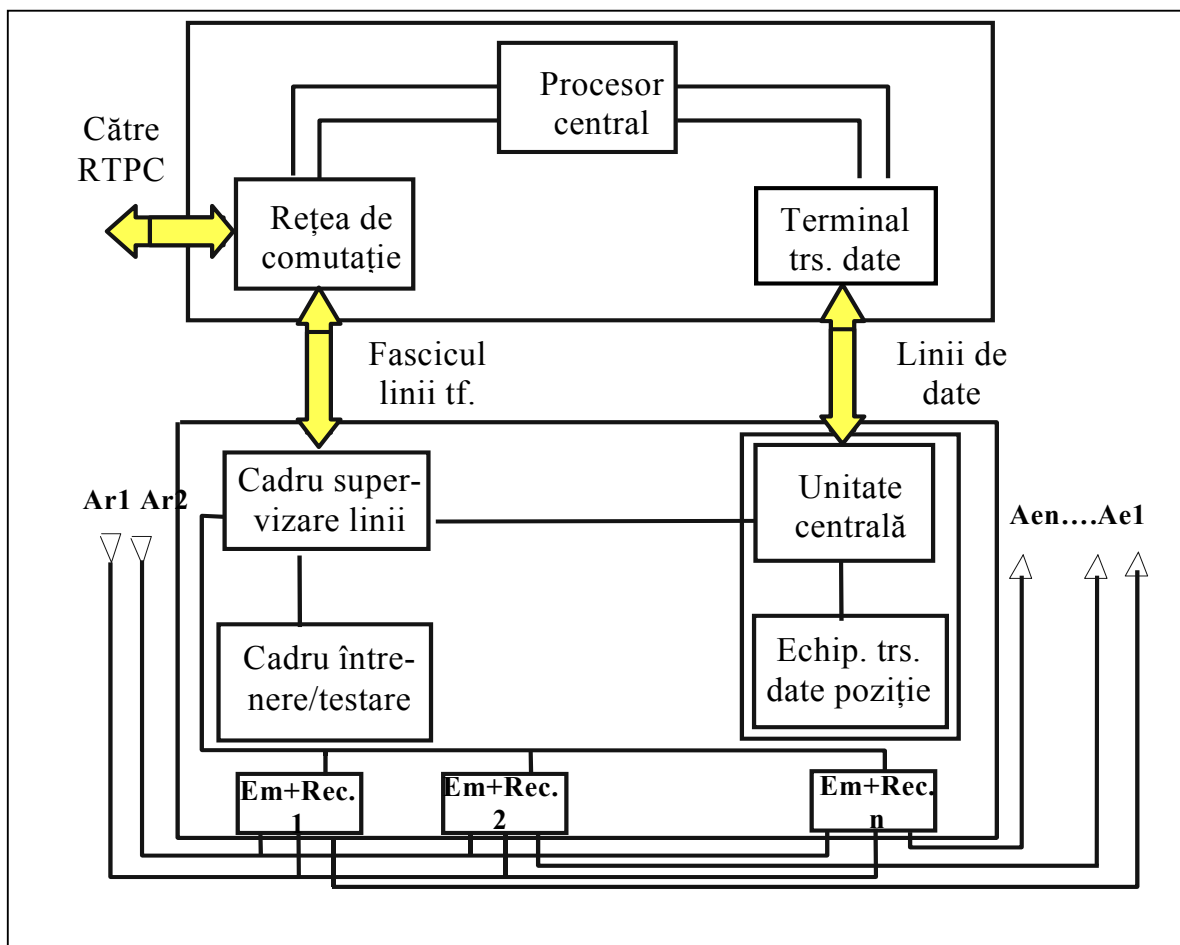 Procesor
central
Către
RTPC
Rețea de
comutație
Terminal
trs. date
Fascicul
linii tf.
Linii de
date
Cadru super-
vizare linii
Unitate
centrală
Ar1 Ar2
Aen....Ae1
Cadru între-
nere/testare
Echip. trs.
date poziție
Em+Rec.
1
Em+Rec.
2
Em+Rec.
n